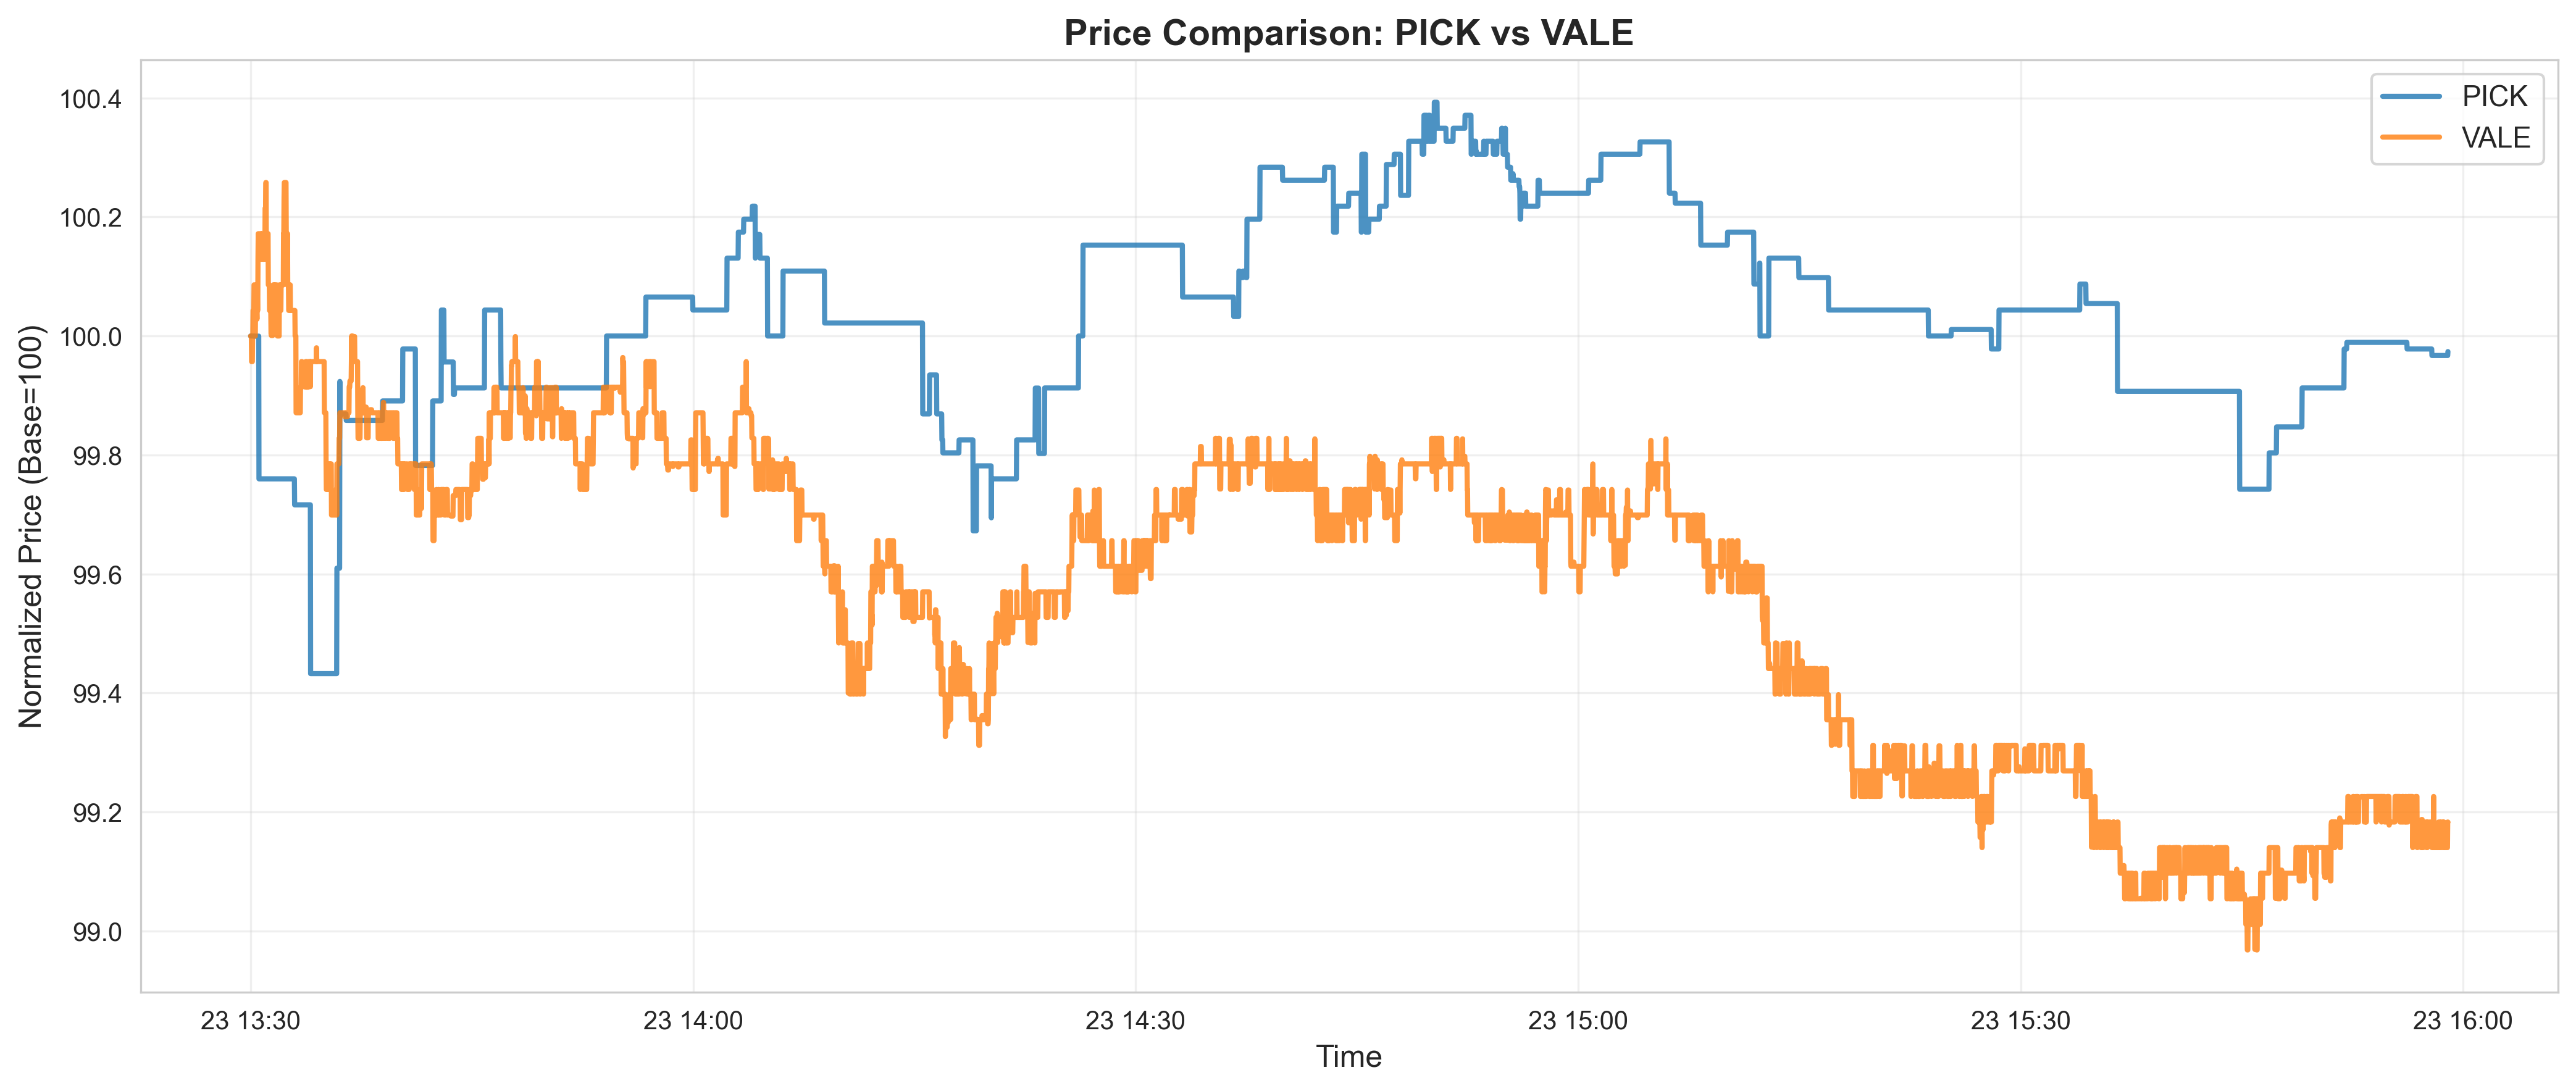 Price Comparison: PICK vs VALE
PICK
VALE
Normalized Price (Base=100)
100.4
100.2
100.0
99.8
99.6
99.4
99.2
99.0
23 13:30
23 14:00
23 14:30
23 15:00
23 15:30
23 16:00
Time